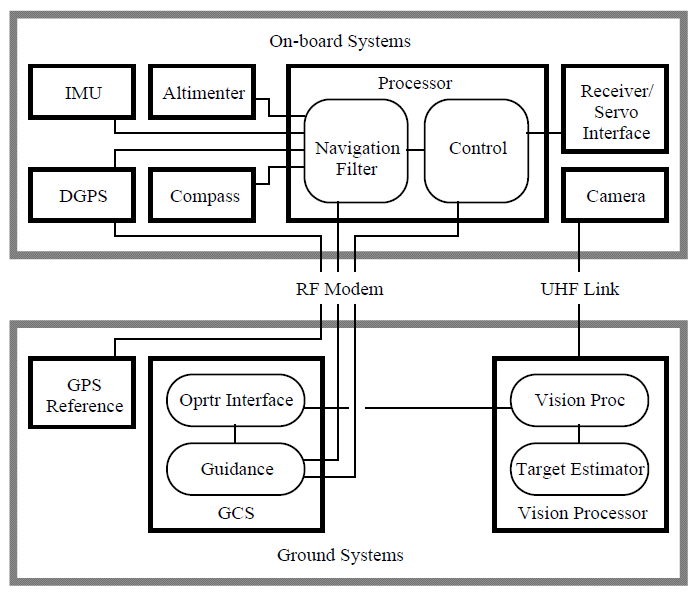 On-board Systems
IMU
Altimenter
Processor
Receiver/
Servo
Interface
Navigation
Filter
Control
DGPS
Compass
Camera
RF Modem
UHF Link
GPS
Reference
Oprtr Interface
Vision Proc
Guidance
Target Estimator
GCS
Vision Processor
Ground Systems